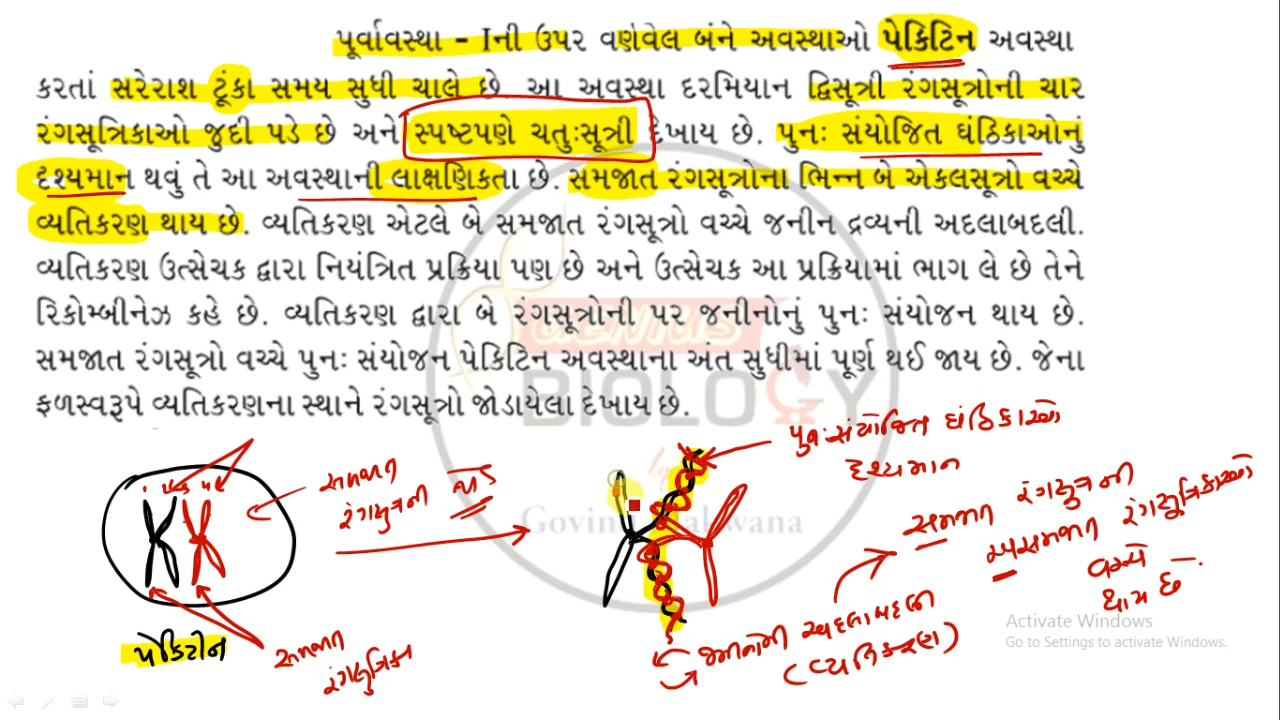 પૂર્વાવસ્થા – Iની ઉપર વર્ણવેલ બંને અવસ્થાઓ પેકિટિન અવસ્થા
કરતાં સરેરાશ ટૂંકા સમય સુધી ચાલે છે. આ અવસ્થા દરમિયાન દ્વિસૂત્રી રંગસૂત્રોની ચાર
રંગસૂત્રિકાઓ જુદી પડે છે અને સ્પષ્ટપણે ચતુઃસૂત્રી દેખાય છે. પુનઃ સંયોજિત ઘંઠિકાઓનું
દૃશ્યમાન થવું તે આ અવસ્થાની લાક્ષણિકતા છે. સમજાત રંગસૂત્રોના ભિન્ન બે એકલસૂત્રો વચ્ચે
વ્યતિકરણ થાય છે. વ્યતિકરણ એટલે બે સમજાત રંગસૂત્રો વચ્ચે જનીન દ્રવ્યની અદલાબદલી.
વ્યતિકરણ ઉત્સેચક દ્વારા નિયંત્રિત પ્રક્રિયા પણ છે અને ઉત્સેચક આ પ્રક્રિયામાં ભાગ લે છે તેને
રિકોમ્બીનેઝ કહે છે. વ્યતિકરણ દ્વારા બે રંગસૂત્રોની પર જનીનોનું પુનઃ સંયોજન થાય છે.
સમજાત રંગસૂત્રો વચ્ચે પુનઃ સંયોજન પેકિટિન અવસ્થાના અંત સુધીમાં પૂર્ણ થઈ જાય છે. જેના
ફળસ્વરૂપે વ્યતિકરણના સ્થાને રંગસૂત્રો જોડાયેલા દેખાય છે.
GENIUS
BIOLOGY
by
પુનઃસંયોજિત ઘંઠિકાઓ
દૃશ્યમાન
સમજાત
રંગસૂત્રની જોડ
સમજાત રંગસૂત્રની
અસમજાત રંગસૂત્રિકાઓ
વચ્ચે
થાય છે.
જનીનોની અદલાબદલી
(વ્યતિકરણ)
પેકિટીન
સમજાત
રંગસૂત્રિકા
Activate Windows
Go to Settings to activate Windows.